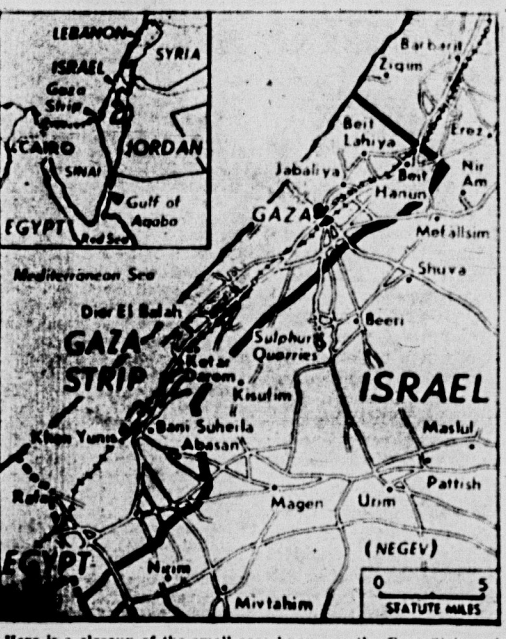 LEBANON
SYRIA
ISRAEL
Gaza
Strip
CAIRO
JORDAN
SINAI
Gulf of
Aqaba
EGYPT
Red Sea
Barbarit
Ziqim
Beit
Lahiya
Erez
Jabaliya
Beit
Hanun
Nir
Am
GAZA
Mefallsim
Mediterranean Sea
Shuva
Dier El Balah
Beeri
GAZA
STRIP
Sulphur
Quarries
Kefar
Darom
Kisufim
ISRAEL
Khan Yunis
Bani Suheila
Abasan
Maslul
Pattish
Rafah
Magen
Urim
EGYPT
(NEGEV)
Nirim
Mivtahim
0 5
STATUTE MILES